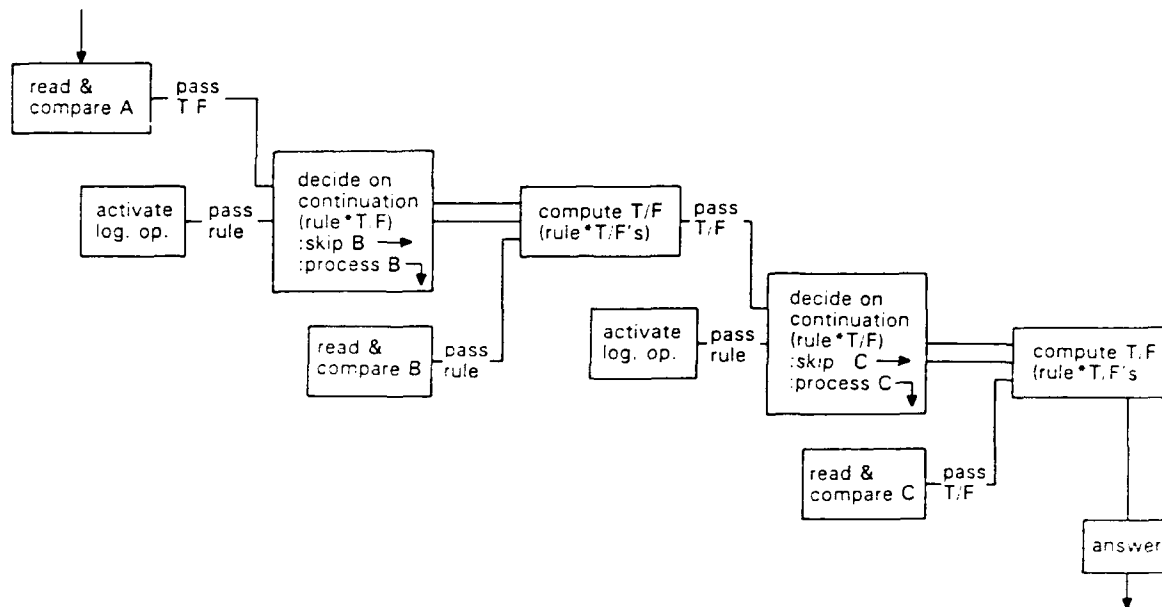 read &
compare A
pass
T F
activate
log. op.
pass
rule
decide on
continuation
(rule*T.F)
:skip B
:process B
read &
compare B
pass
rule
compute T/F
(rule*T/F's)
pass
T/F
activate
log. op.
pass
rule
decide on
continuation
(rule*T/F)
:skip C
:process C
read &
compare C
pass
T/F
compute T.F
(rule*T.F's
answer